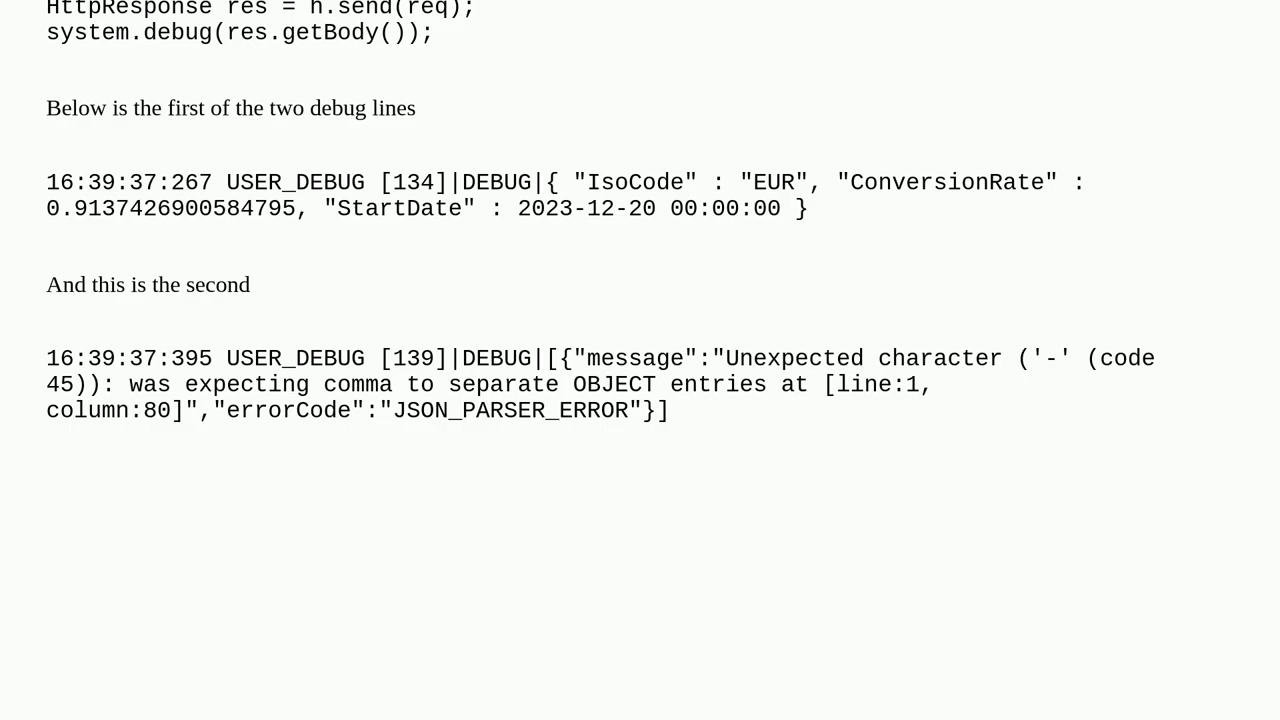 HttpResponse res = h.send(req);
system.debug(res.getBody());
Below is the first of the two debug lines
16:39:37:267 USER_DEBUG [134]|DEBUG|{ "IsoCode" : "EUR", "ConversionRate" :
0.9137426900584795, "StartDate" : 2023-12-20 00:00:00 }
And this is the second
16:39:37:395 USER_DEBUG [139]|DEBUG|[{"message":"Unexpected character ('-' (code
45)): was expecting comma to separate OBJECT entries at [line:1,
column:80]","errorCode":"JSON_PARSER_ERROR"}]